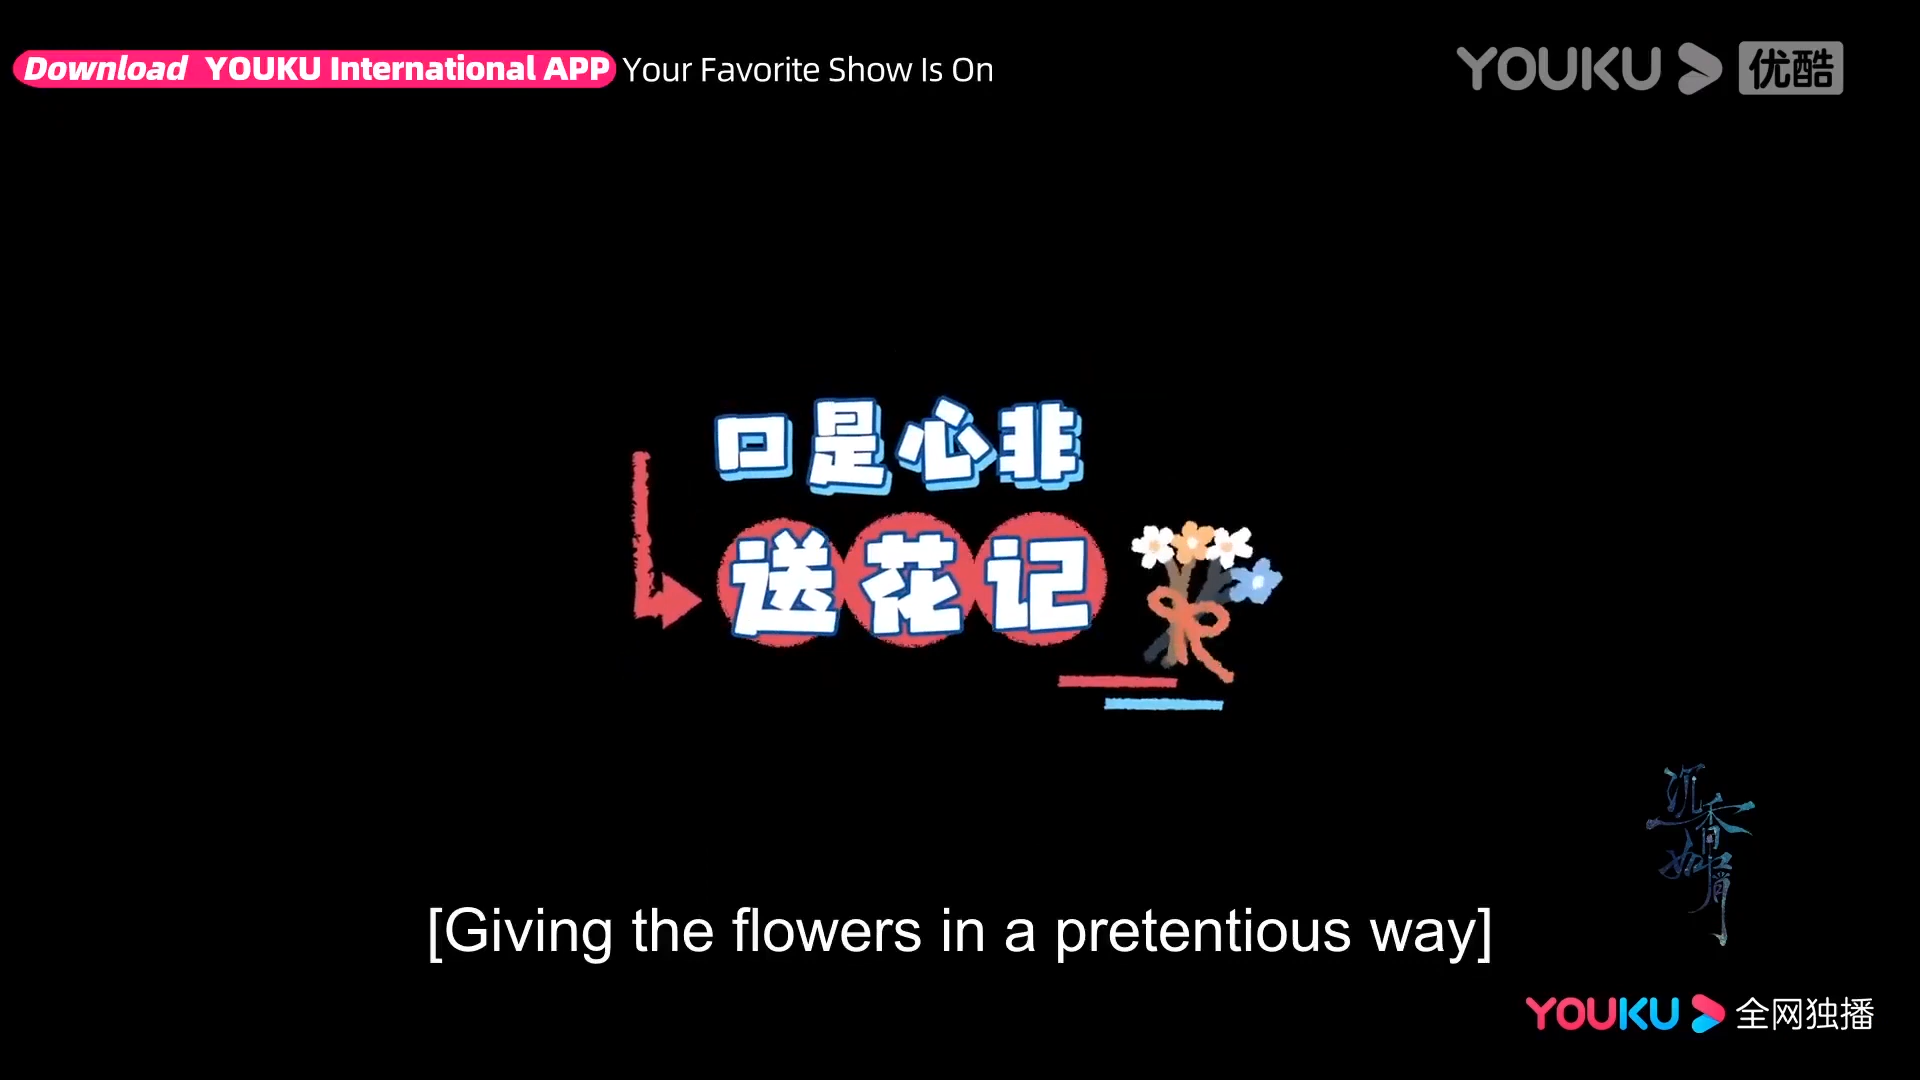 Download YOUKU International APP Your Favorite Show Is On
YOUKU 优酷
口是心非
送花记
沉香如屑
[Giving the flowers in a pretentious way]
YOUKU 全网独播